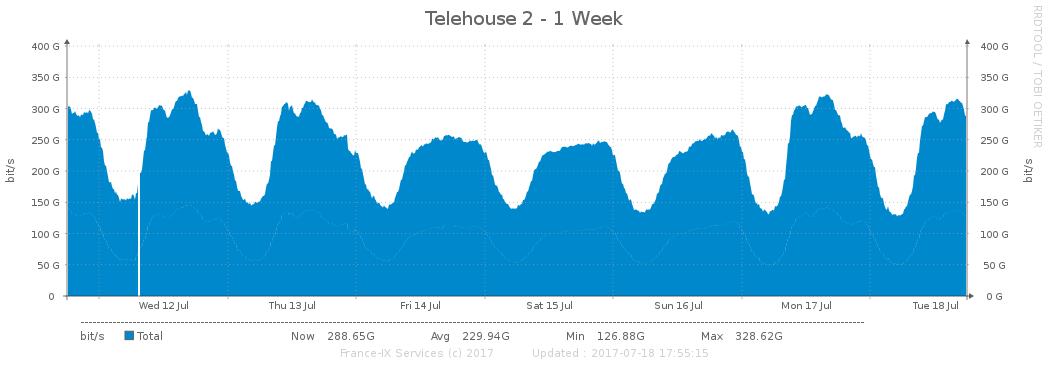 Telehouse 2 - 1 Week
RRDTOOL / TOBI OETIKER
400 G 400 G
350 G 350 G
300 G 300 G
250 G 250 G
200 G 200 G
150 G 150 G
100 G 100 G
50 G 50 G
0 0 G
bit/s bit/s
Wed 12 Jul Thu 13 Jul Fri 14 Jul Sat 15 Jul Sun 16 Jul Mon 17 Jul Tue 18 Jul
bit/s Total Now 288.65G Avg 229.94G Min 126.88G Max 328.62G
France-IX Services (c) 2017 Updated : 2017-07-18 17:55:15